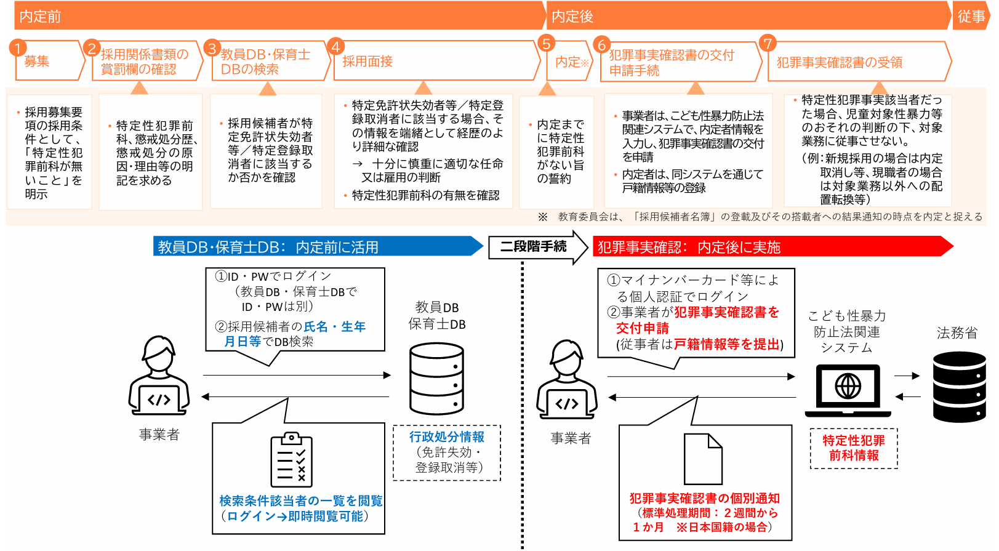 内定前
内定後
従事
1
募集
2
採用関係書類の
賞罰欄の確認
3
教員DB・保育士
DBの検索
4
採用面接
5
内定※
6
犯罪事実確認書の交付
申請手続
7
犯罪事実確認書の受領
• 採用募集要
項の採用条
件として、
「特定性犯
罪前科が無
いこと」を
明示
• 特定性犯罪前
科、懲戒処分歴、
懲戒処分の原
因・理由等の明
記を求める
• 採用候補者が特
定免許状失効者
等／特定登録取
消者に該当する
か否かを確認
• 特定免許状失効者等／特定登
録取消者に該当する場合、そ
の情報を端緒として経歴のよ
り詳細な確認
→ 十分に慎重に適切な任命
又は雇用の判断
• 特定性犯罪前科の有無を確認
• 内定まで
に特定性
犯罪前科
がない旨
の誓約
• 事業者は、こども性暴力防止法
関連システムで、内定者情報を
入力し、犯罪事実確認書の交付
を申請
• 内定者は、同システムを通じて
戸籍情報等の登録
• 特定性犯罪事実該当者だっ
た場合、児童対象性暴力等
のおそれの判断の下、対象
業務に従事させない。
（例：新規採用の場合は内定
取消し等、現職者の場合
は対象業務以外への配
置転換等）
※ 教育委員会は、「採用候補者名簿」の登載及びその搭載者への結果通知の時点を内定と捉える
教員DB・保育士DB： 内定前に活用
二段階手続
犯罪事実確認： 内定後に実施
①ID・PWでログイン
（教員DB・保育士DBで
ID・PWは別）
②採用候補者の氏名・生年
月日等でDB検索
教員DB
保育士DB
事業者
行政処分情報
（免許失効・
登録取消等）
検索条件該当者の一覧を閲覧
（ログイン→即時閲覧可能）
①マイナンバーカード等によ
る個人認証でログイン
②事業者が犯罪事実確認書を
交付申請
(従事者は戸籍情報等を提出)
こども性暴力
防止法関連
システム
法務省
事業者
特定性犯罪
前科情報
犯罪事実確認書の個別通知
（標準処理期間：２週間から
１か月 ※日本国籍の場合）